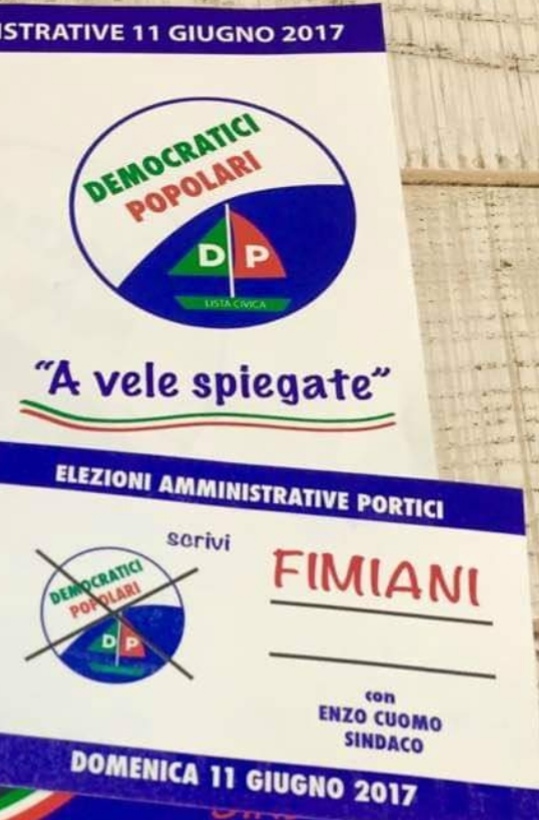 ISTRATIVE 11 GIUGNO 2017
DEMOCRATICI
POPOLARI
D P
LISTA CIVICA
"A vele spiegate"
ELEZIONI AMMINISTRATIVE PORTICI
scrivi
FIMIANI
DEMOCRATICI
POPOLARI
D P
con
ENZO CUOMO
SINDACO
DOMENICA 11 GIUGNO 2017